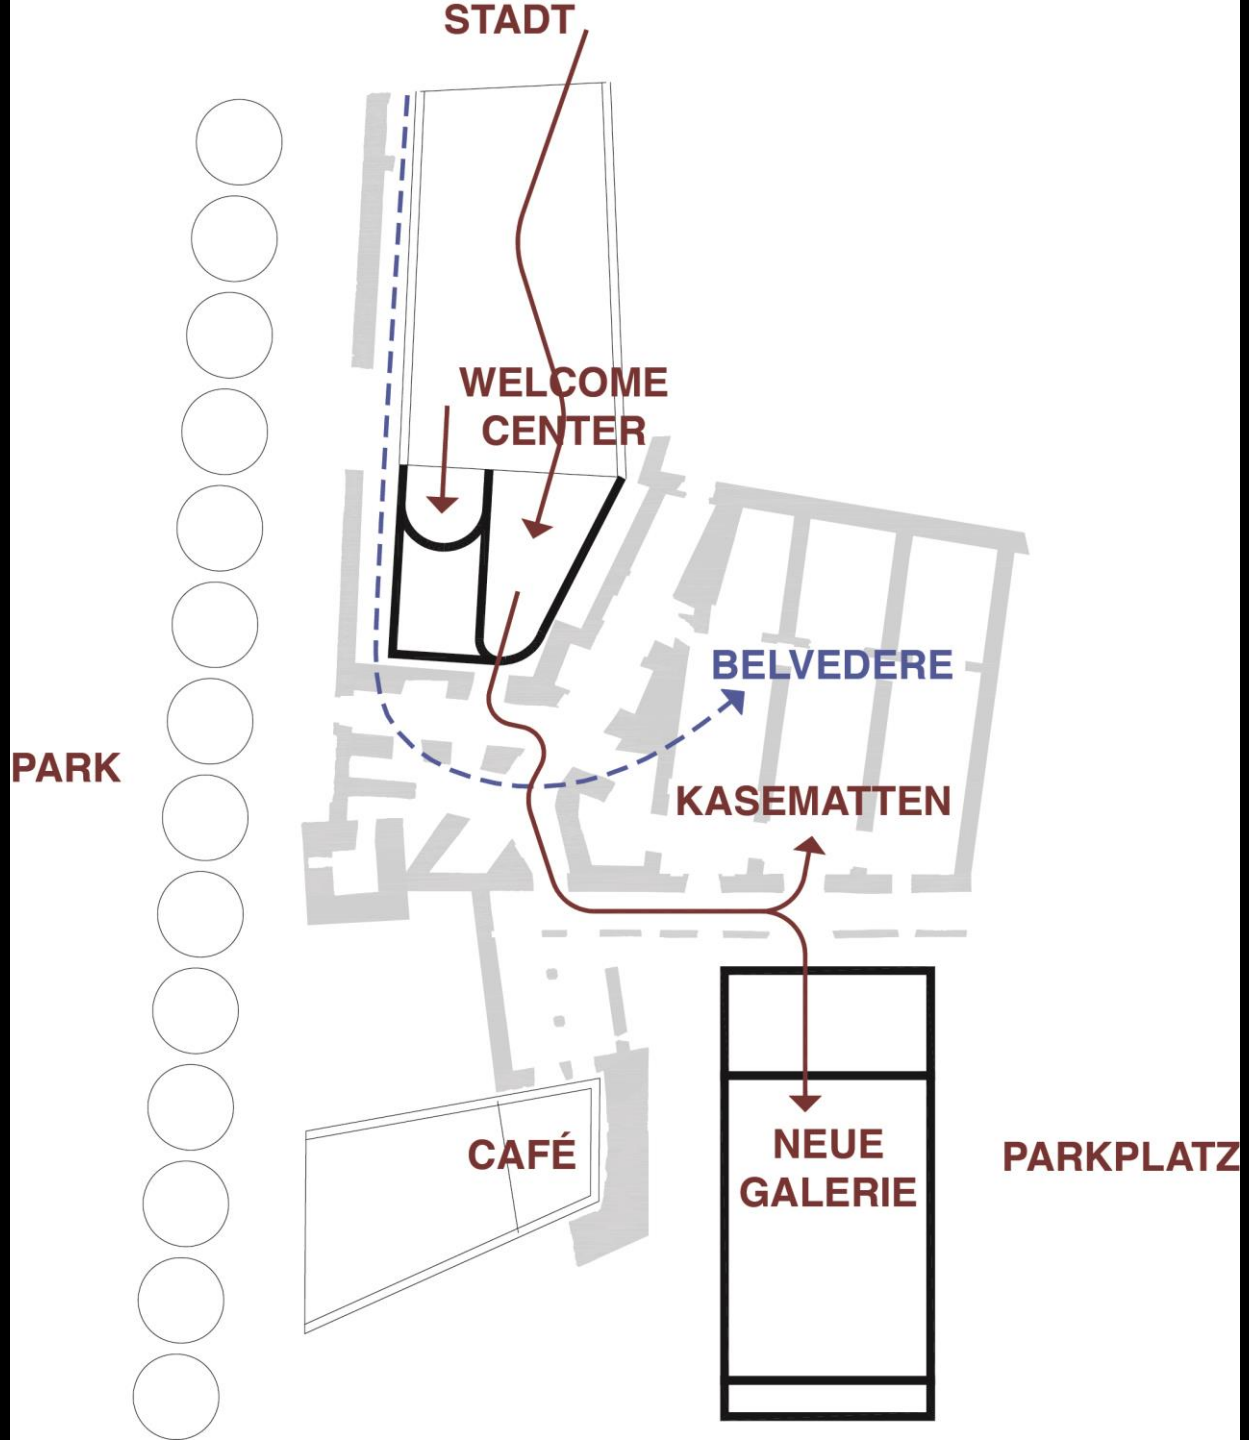 STADT
WELCOME
CENTER
BELVEDERE
PARK
KASEMATTEN
NEUE
GALERIE
CAFÉ
PARKPLATZ